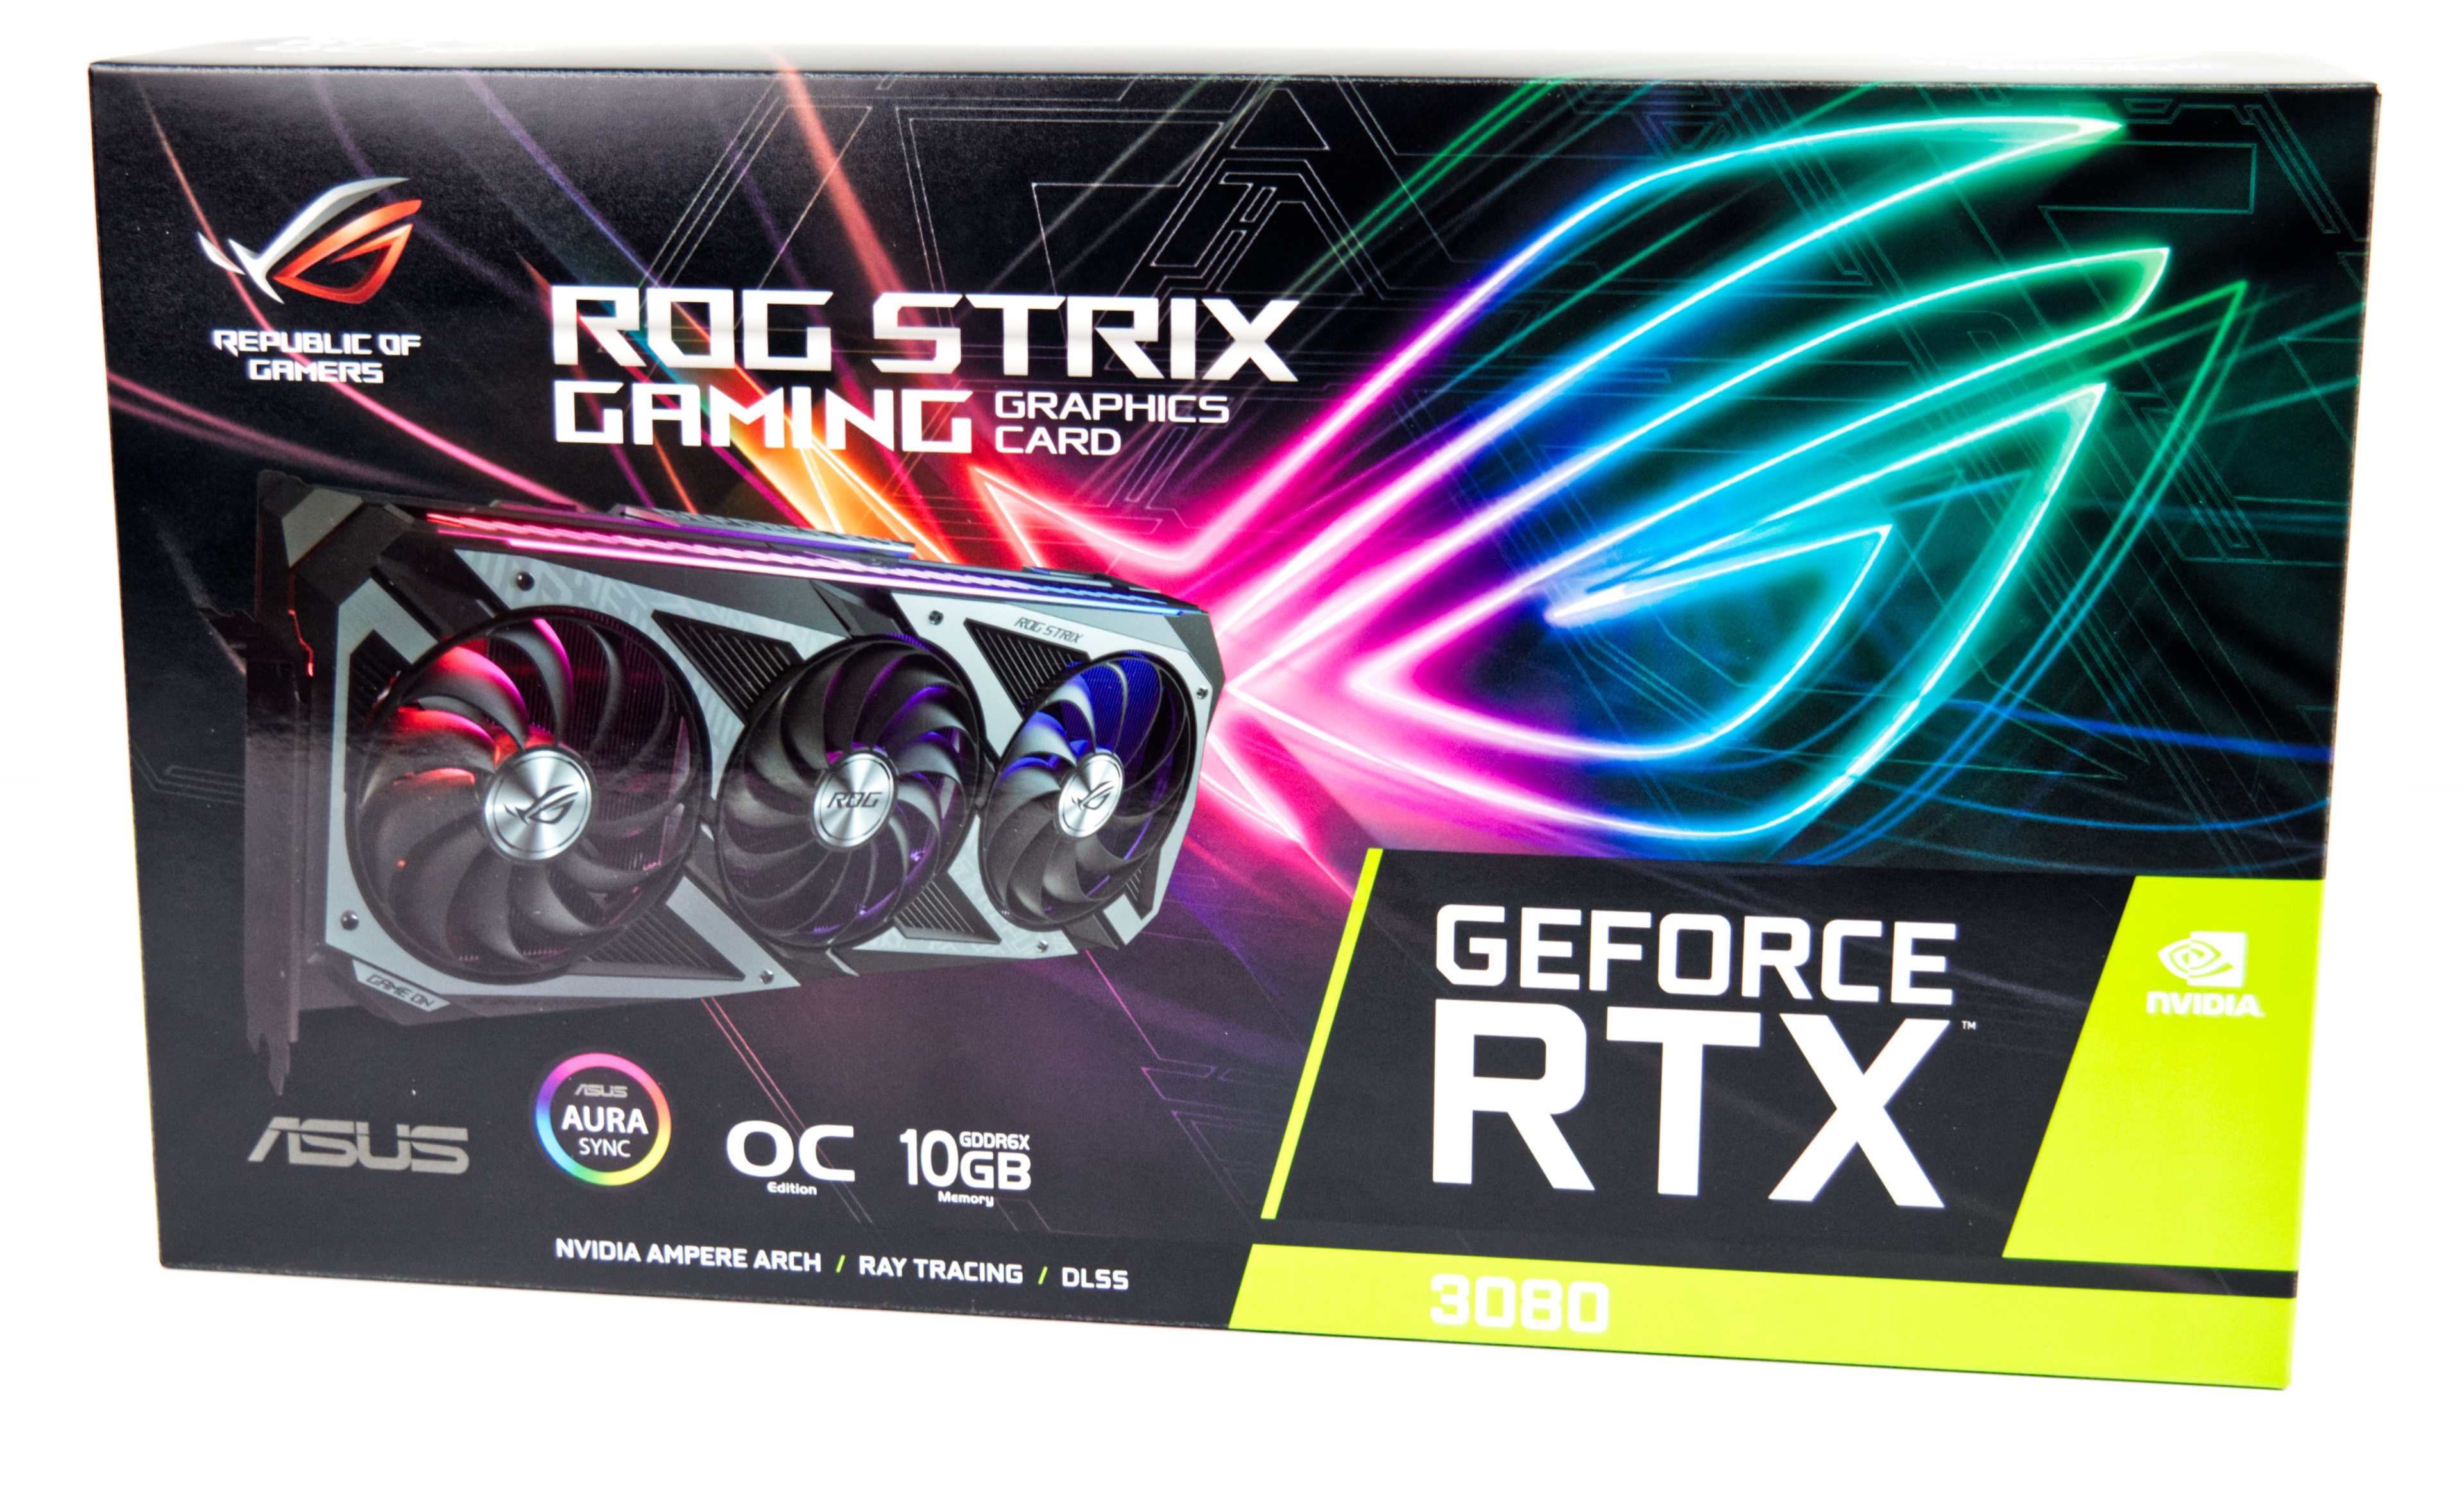 REPUBLIC OF
GAMERS
ROG STRIX
GAMING GRAPHICS
CARD
ROG STRIX
ROG
GAME ON
GEFORCE
RTX™
NVIDIA.
3080
ASUS
ASUS
AURA
SYNC
OC
Edition
10GB GDDR6X
Memory
NVIDIA AMPERE ARCH / RAY TRACING / DLSS